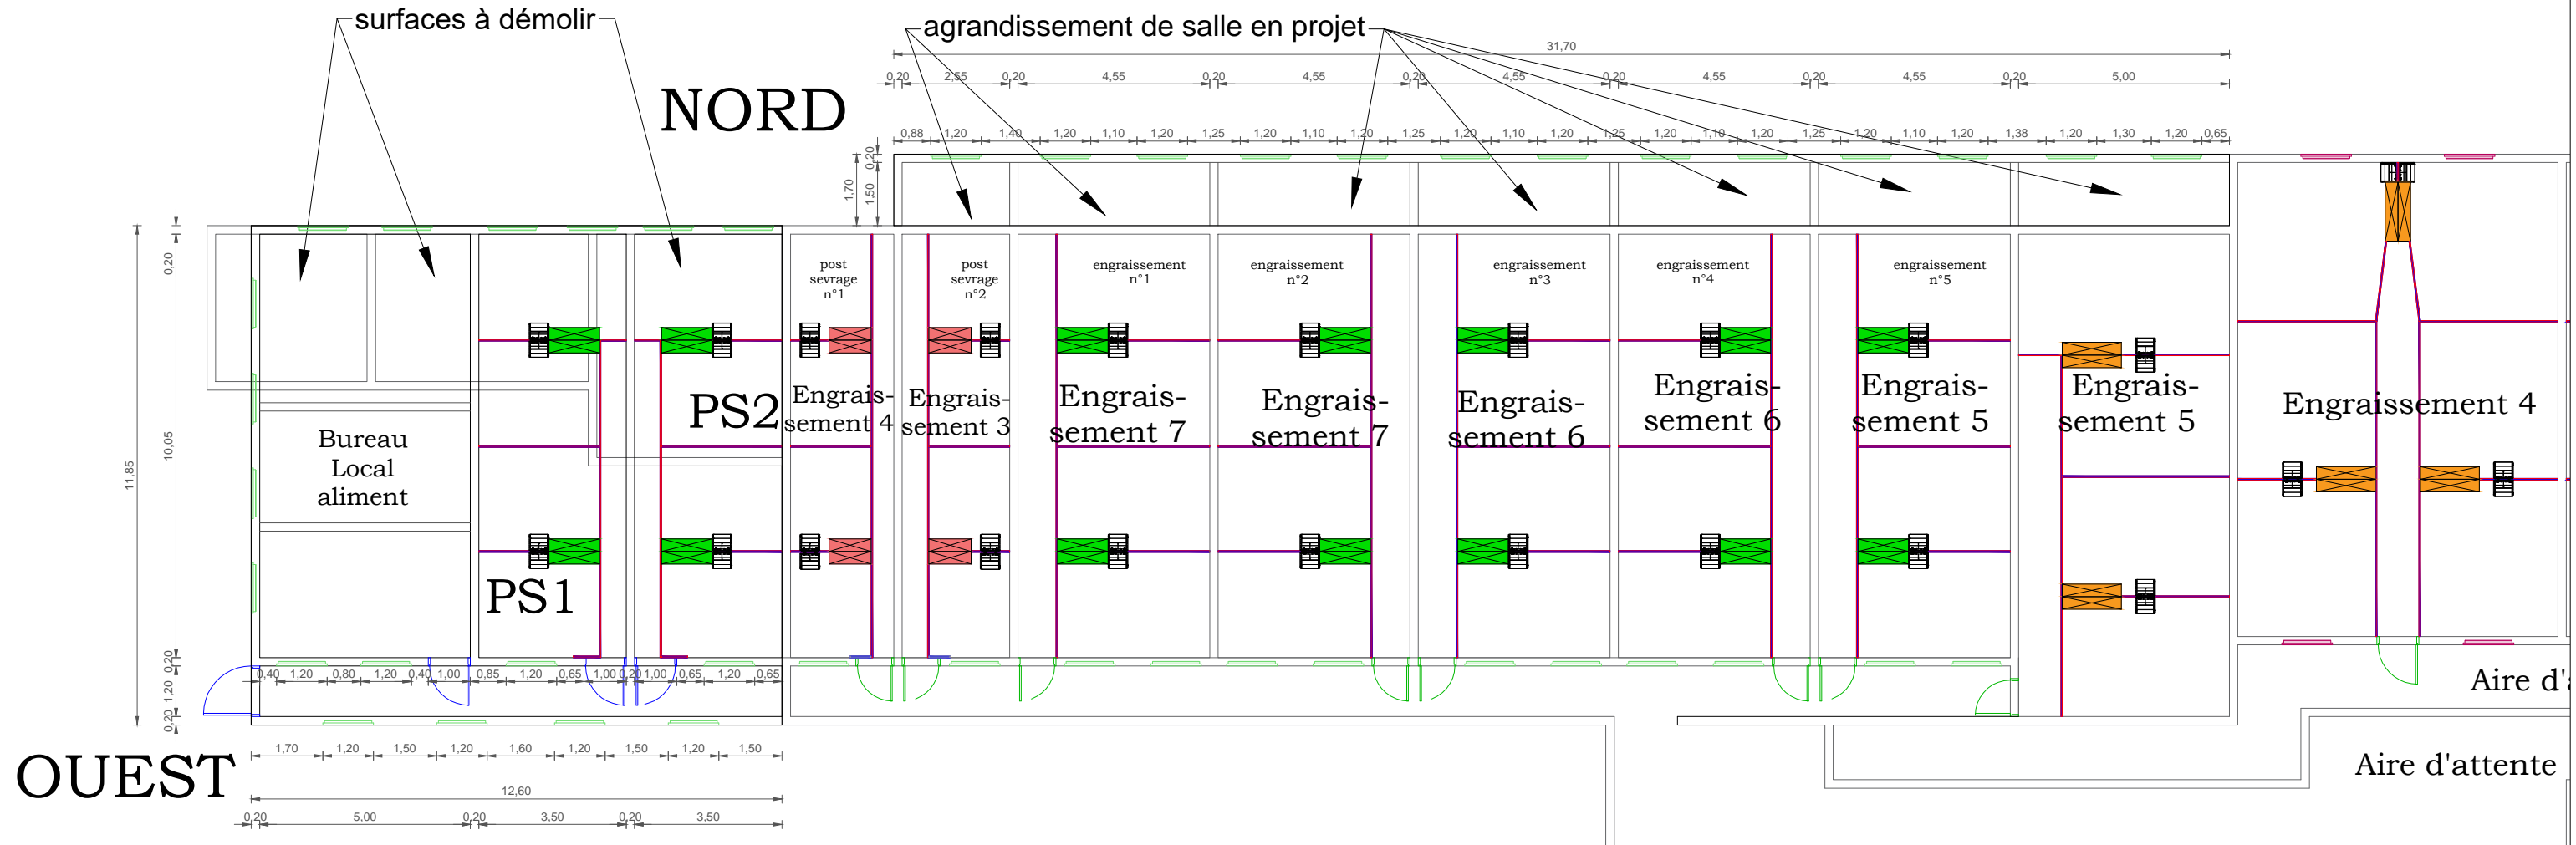 surfaces à démolir
agrandissement de salle en projet
31,70
0,20 2,55 0,20 4,55 0,20 4,55 0,20 4,55 0,20 4,55 0,20 4,55 0,20 5,00
NORD
0,88 1,20 1,40 1,20 1,10 1,20 1,25 1,20 1,10 1,20 1,25 1,20 1,10 1,20 1,25 1,20 1,10 1,20 1,25 1,20 1,10 1,20 1,38 1,20 1,30 1,20 0,65
0,20
1,70
1,50
0,20
11,85
10,05
post
sevrage
n°1
post
sevrage
n°2
engraissement
n°1
engraissement
n°2
engraissement
n°3
engraissement
n°4
engraissement
n°5
PS2
Engrais-
sement 4
Engrais-
sement 3
Engrais-
sement 7
Engrais-
sement 7
Engrais-
sement 6
Engrais-
sement 6
Engrais-
sement 5
Engrais-
sement 5
Engraissement 4
Bureau
Local
aliment
PS1
0,20
1,20
0,20
0,40 1,20 0,80 1,20 0,40 1,00 0,85 1,20 0,65 1,00 0,20 1,00 0,65 1,20 0,65
Aire d'a
OUEST
1,70 1,20 1,50 1,20 1,60 1,20 1,50 1,20 1,50
Aire d'attente
12,60
0,20 5,00 0,20 3,50 0,20 3,50